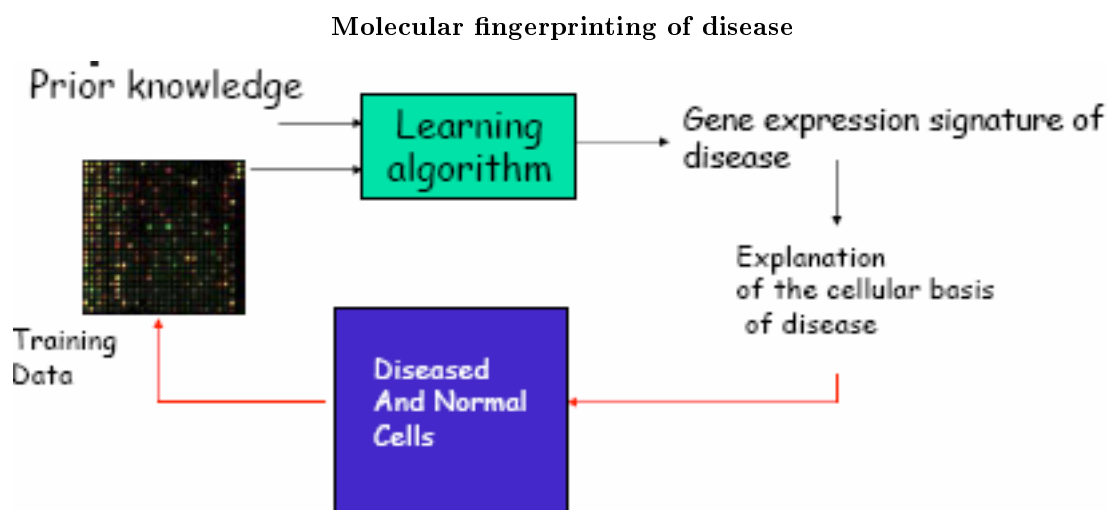 Molecular fingerprinting of disease
Prior knowledge
Learning
algorithm
Gene expression signature of
disease
Explanation
of the cellular basis
of disease
Training
Data
Diseased
And Normal
Cells